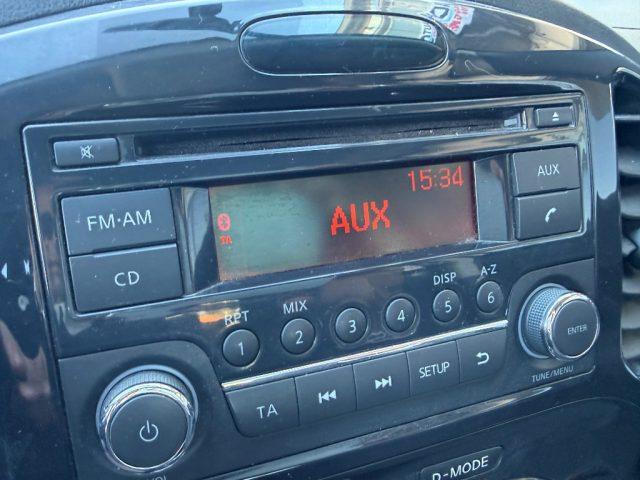 15:34
AUX
TA
AUX
FM·AM
CD
RPT
MIX
DISP
A-Z
1
2
3
4
5
6
ENTER
TUNE/MENU
TA
SETUP
D-MODE